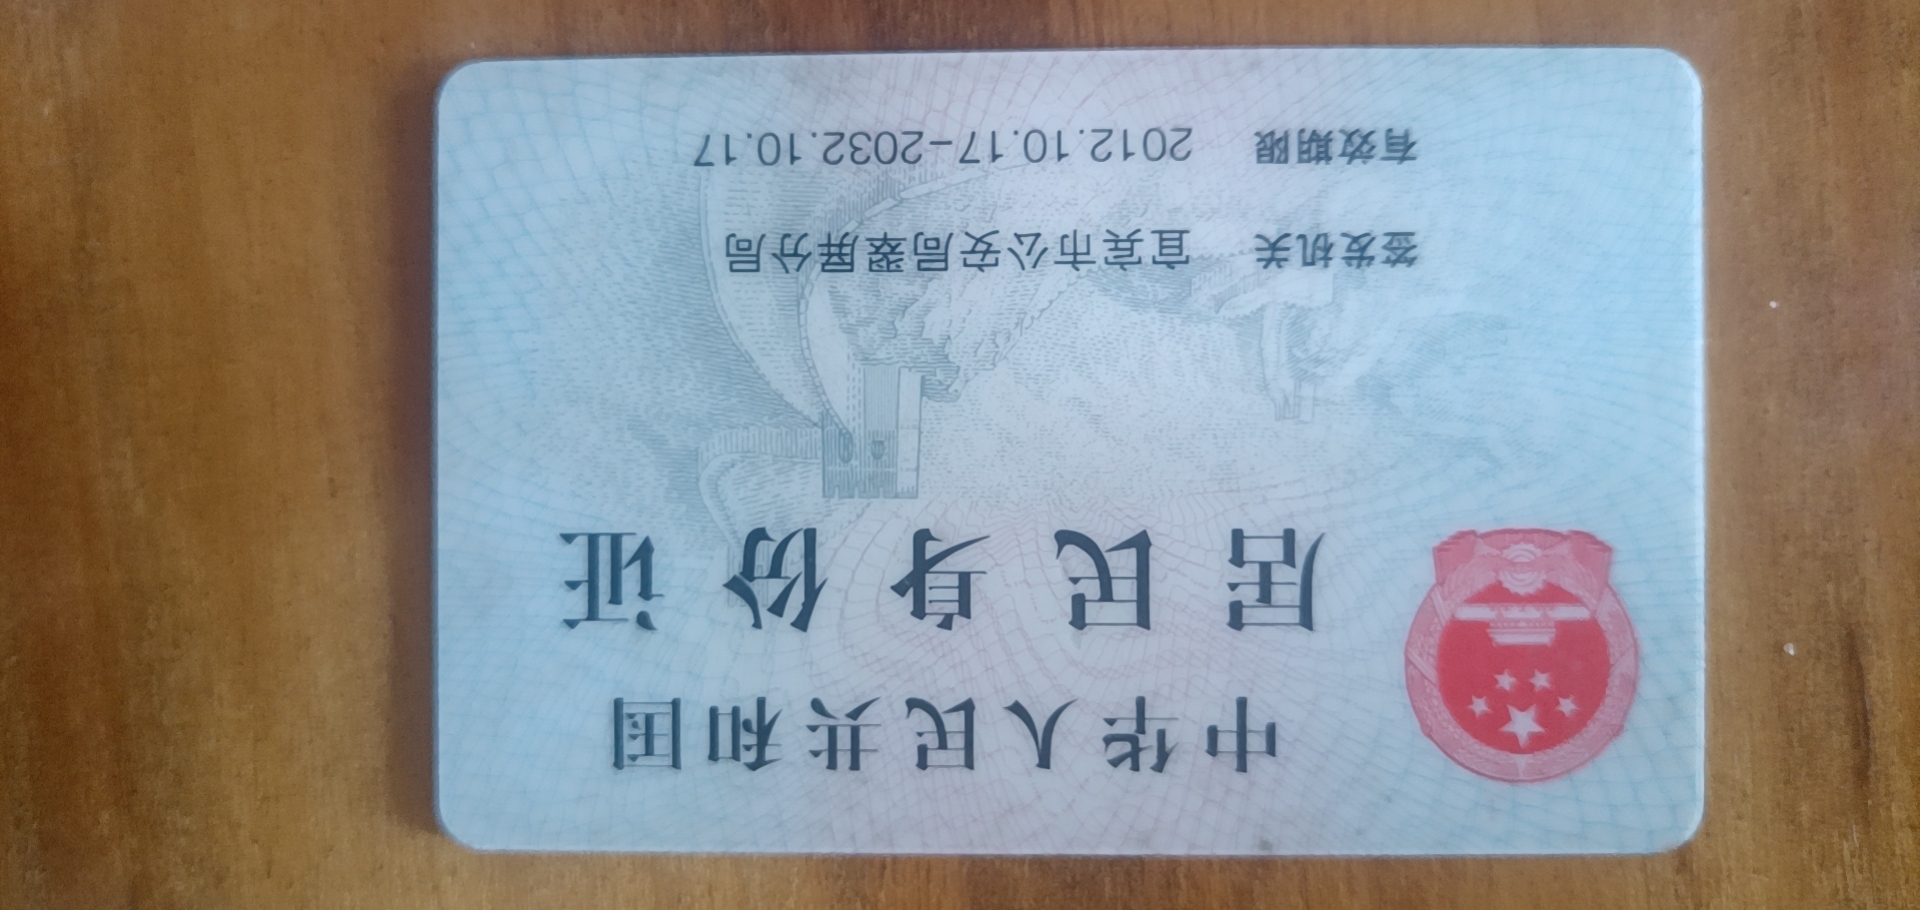 中华人民共和国
居民身份证
签发机关 宜宾市公安局翠屏分局
有效期限 2012.10.17-2032.10.17